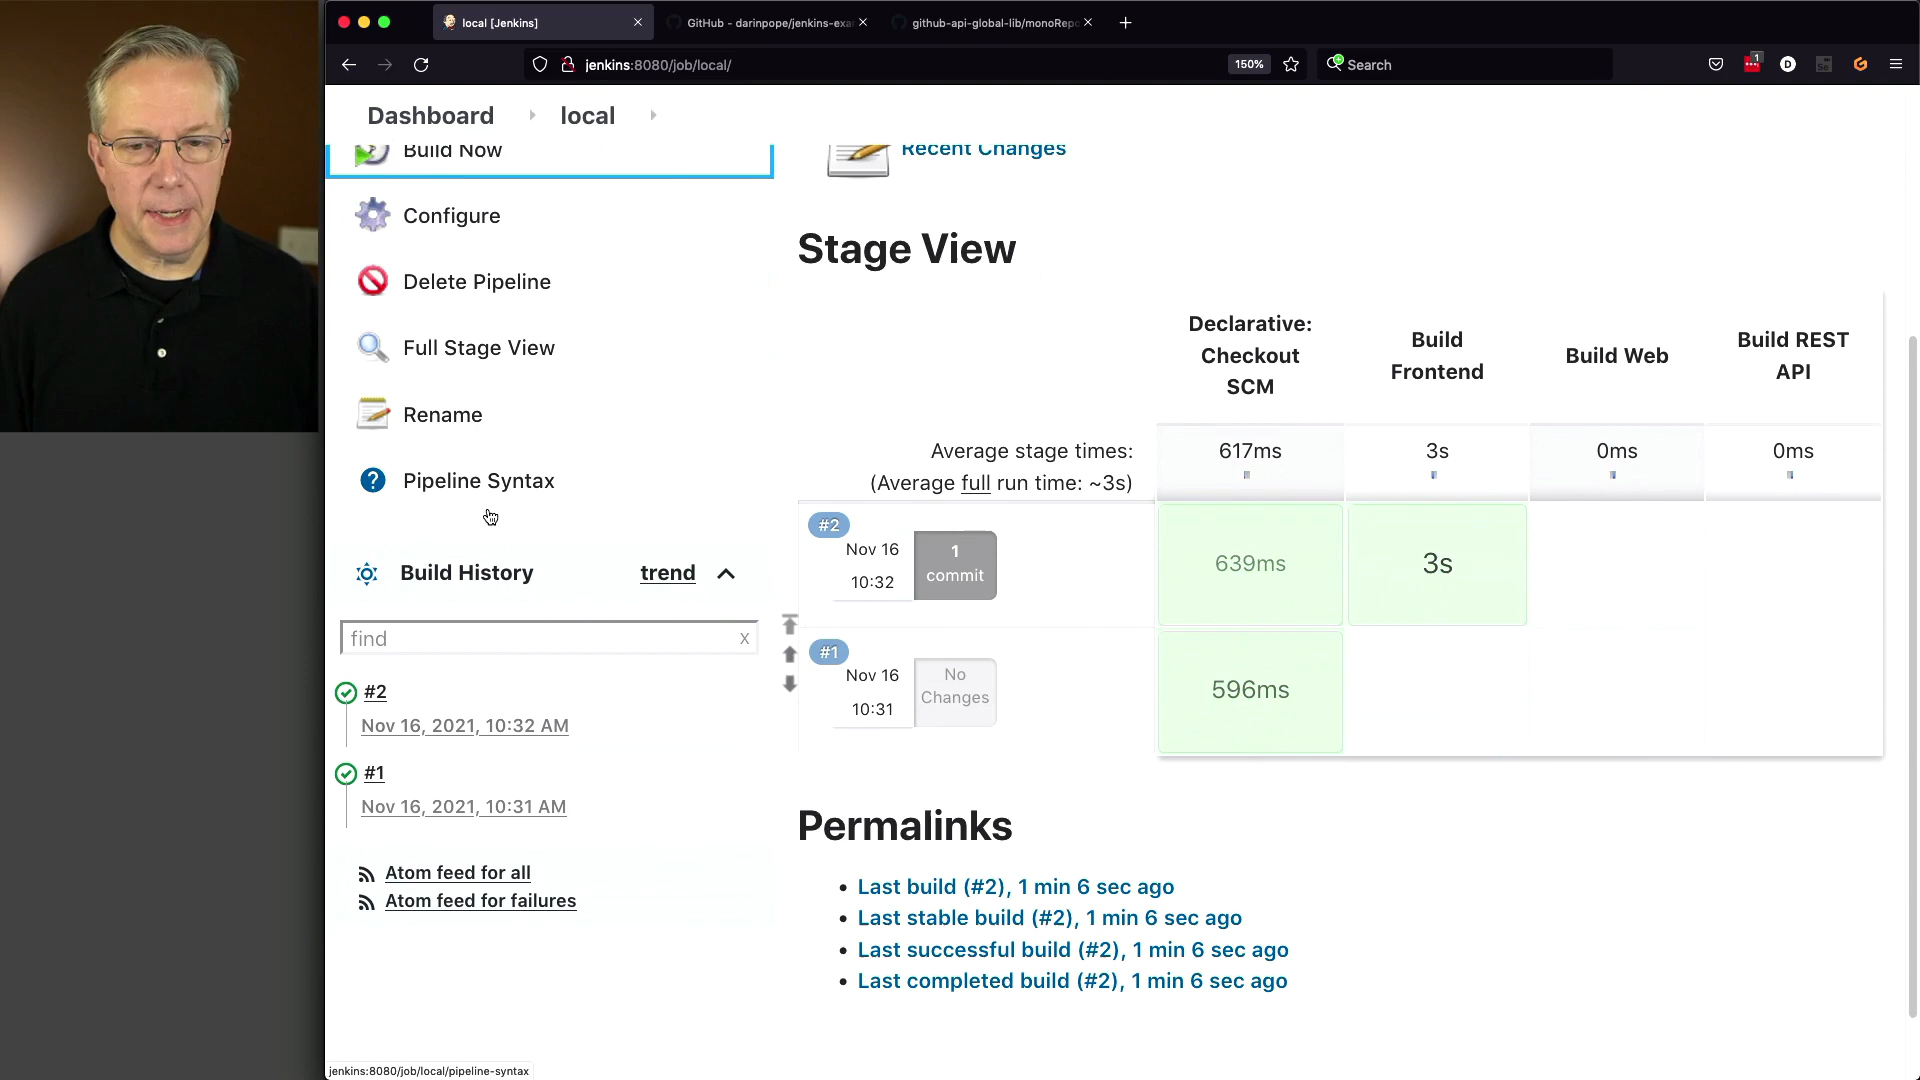 local [Jenkins]
GitHub - darinpope/jenkins-exa
github-api-global-lib/monoRepo
jenkins:8080/job/local/
150%
Search
1
D
Dashboard
local
Build Now
Configure
Delete Pipeline
Full Stage View
Rename
Pipeline Syntax
Build History
trend
find
X
#2
Nov 16, 2021, 10:32 AM
#1
Nov 16, 2021, 10:31 AM
Atom feed for all
Atom feed for failures
Recent Changes
Stage View
Declarative:
Checkout
SCM
Build
Frontend
Build Web
Build REST
API
Average stage times:
(Average full run time: ~3s)
617ms
3s
0ms
0ms
#2
Nov 16
10:32
1
commit
639ms
3s
#1
Nov 16
10:31
No
Changes
596ms
Permalinks
Last build (#2), 1 min 6 sec ago
Last stable build (#2), 1 min 6 sec ago
Last successful build (#2), 1 min 6 sec ago
Last completed build (#2), 1 min 6 sec ago
jenkins:8080/job/local/pipeline-syntax